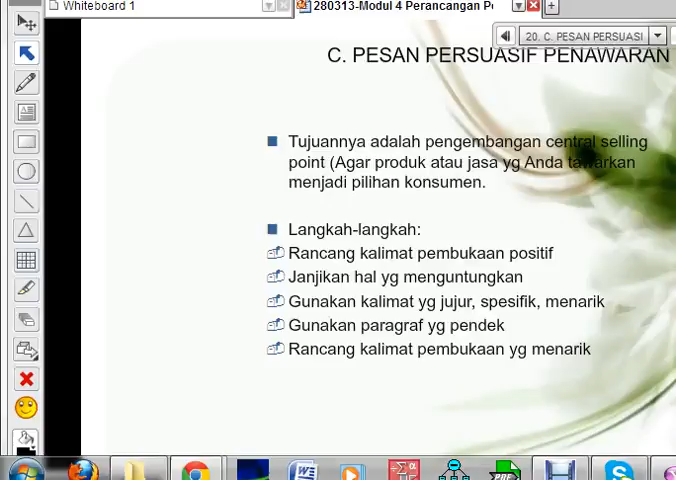 Whiteboard 1
280313-Modul 4 Perancangan Pe
20. C. PESAN PERSUASI
C. PESAN PERSUASIF PENAWARAN
Tujuannya adalah pengembangan central selling
point (Agar produk atau jasa yg Anda tawarkan
menjadi pilihan konsumen.
Langkah-langkah:
Rancang kalimat pembukaan positif
Janjikan hal yg menguntungkan
Gunakan kalimat yg jujur, spesifik, menarik
Gunakan paragraf yg pendek
Rancang kalimat pembukaan yg menarik
PDF